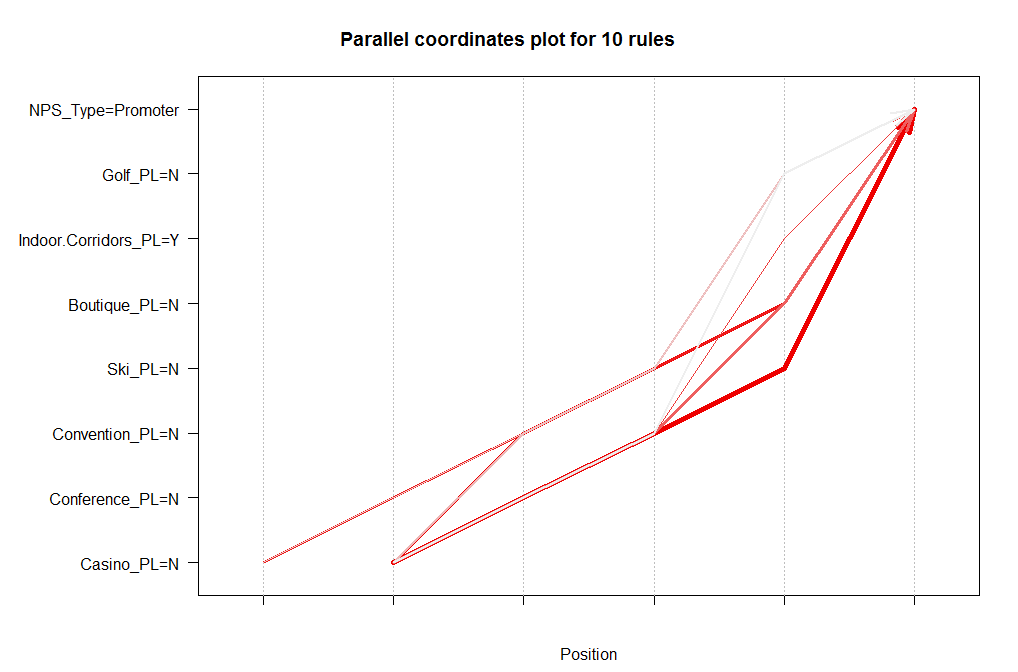 Parallel coordinates plot for 10 rules
NPS_Type=Promoter
Golf_PL=N
Indoor.Corridors_PL=Y
Boutique_PL=N
Ski_PL=N
Convention_PL=N
Conference_PL=N
Casino_PL=N
Position